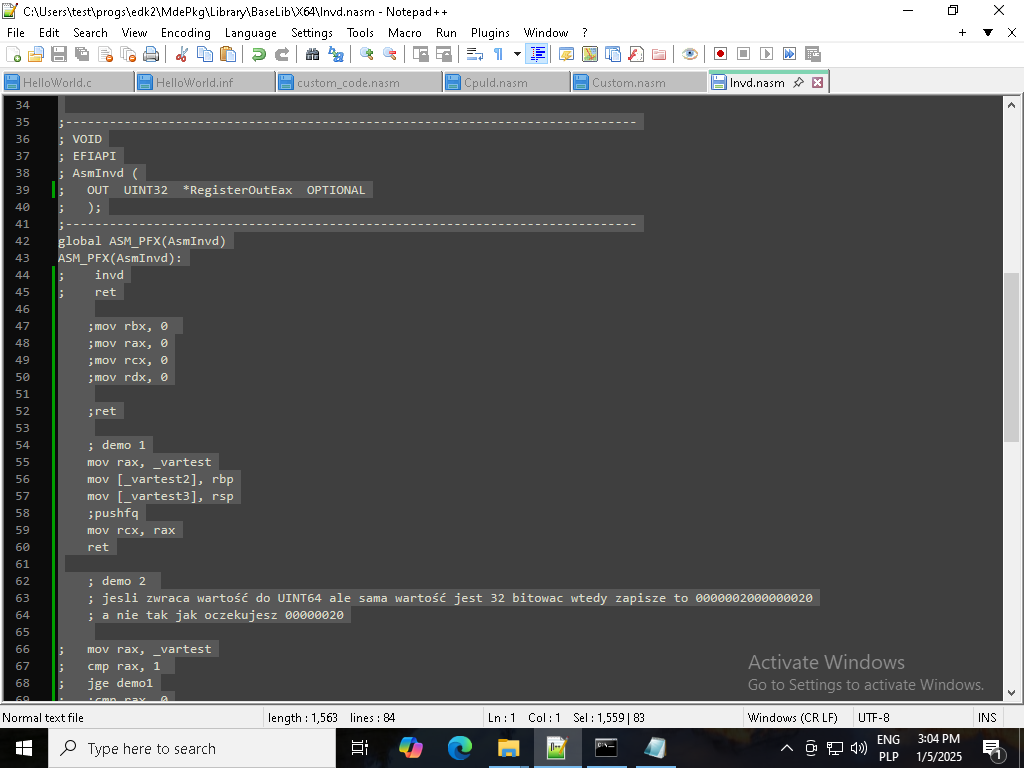 C:\Users\test\progs\edk2\MdePkg\Library\BaseLib\X64\Invd.nasm - Notepad++
File Edit Search View Encoding Language Settings Tools Macro Run Plugins Window ?
+ ▼ X
HelloWorld.c HelloWorld.inf custom_code.nasm CpuId.nasm Custom.nasm Invd.nasm
34
35 ;------------------------------------------------------------------------------
36 ; VOID
37 ; EFIAPI
38 ; AsmInvd (
39 ;   OUT  UINT32  *RegisterOutEax  OPTIONAL
40 ;   );
41 ;------------------------------------------------------------------------------
42 global ASM_PFX(AsmInvd)
43 ASM_PFX(AsmInvd):
44 ;    invd
45 ;    ret
46
47     ;mov rbx, 0
48     ;mov rax, 0
49     ;mov rcx, 0
50     ;mov rdx, 0
51
52     ;ret
53
54     ; demo 1
55     mov rax, _vartest
56     mov [_vartest2], rbp
57     mov [_vartest3], rsp
58     ;pushfq
59     mov rcx, rax
60     ret
61
62     ; demo 2
63     ; jesli zwraca wartość do UINT64 ale sama wartość jest 32 bitowac wtedy zapisze to 0000002000000020
64     ; a nie tak jak oczekujesz 00000020
65
66 ;   mov rax, _vartest
67 ;   cmp rax, 1
68 ;   jge demo1
69 ;   ;cmp rax, 0
Activate Windows
Go to Settings to activate Windows.
Normal text file length : 1,563 lines : 84 Ln : 1 Col : 1 Sel : 1,559 | 83 Windows (CR LF) UTF-8 INS
Type here to search
ENG
PLP
3:04 PM
1/5/2025
1